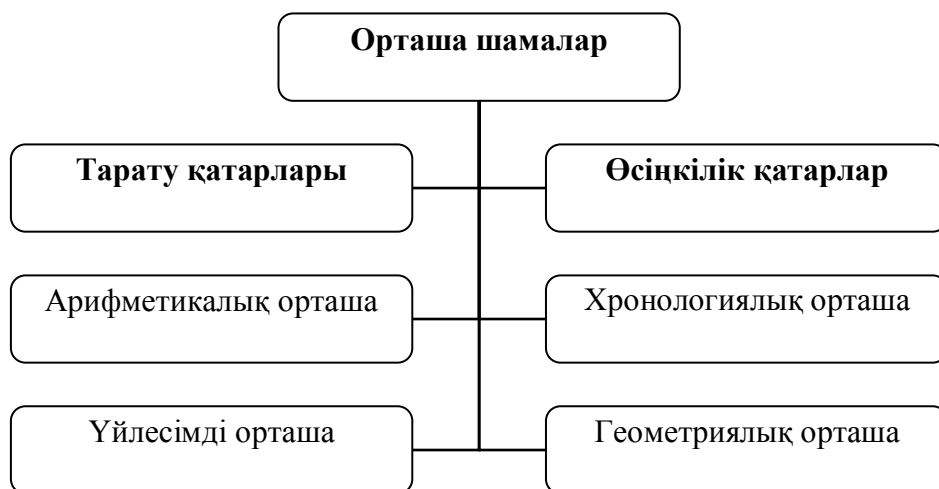 Орташа шамалар
Тарату қатарлары
Өсіңкілік қатарлар
Арифметикалық орташа
Хронологиялық орташа
Үйлесімді орташа
Геометриялық орташа